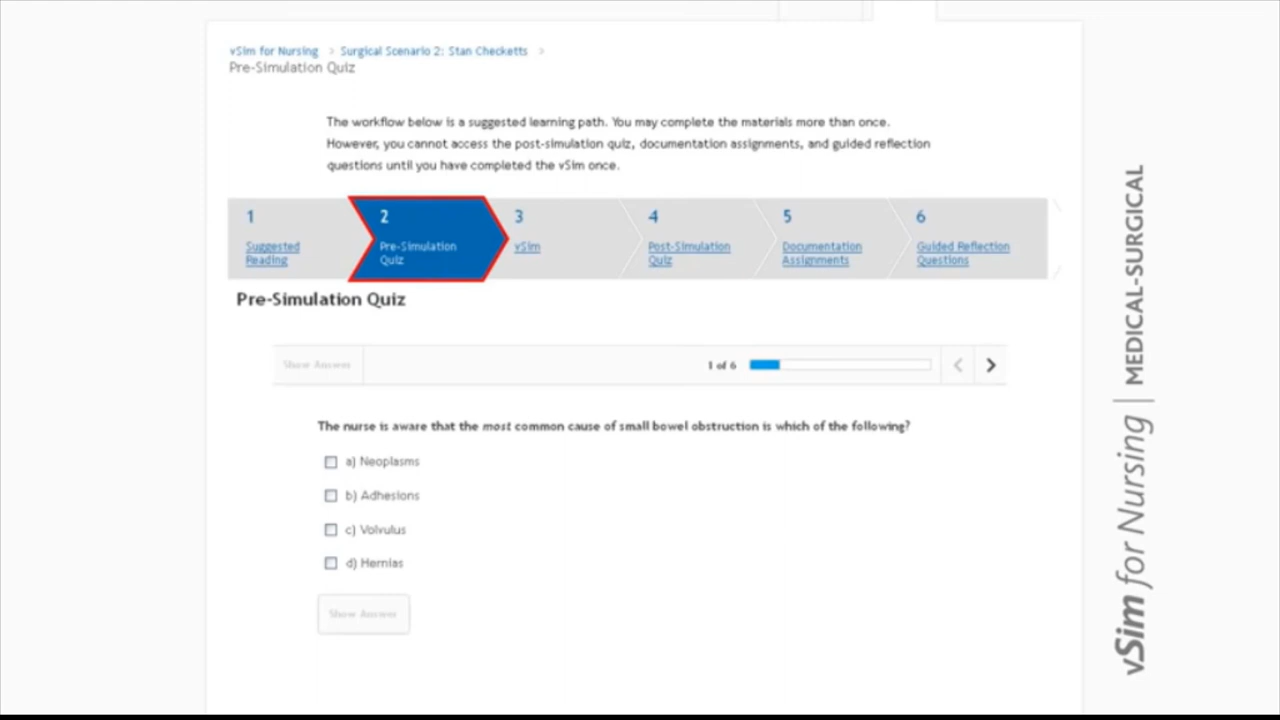 vSim for Nursing > Surgical Scenario 2: Stan Checketts >
Pre-Simulation Quiz
The workflow below is a suggested learning path. You may complete the materials more than once.
However, you cannot access the post-simulation quiz, documentation assignments, and guided reflection
questions until you have completed the vSim once.
1
Suggested
Reading
2
Pre-Simulation
Quiz
3
vSim
4
Post-Simulation
Quiz
5
Documentation
Assignments
6
Guided Reflection
Questions
Pre-Simulation Quiz
Show Answer
1 of 6
The nurse is aware that the most common cause of small bowel obstruction is which of the following?
a) Neoplasms
b) Adhesions
c) Volvulus
d) Hernias
Show Answer
vSim for Nursing | MEDICAL-SURGICAL